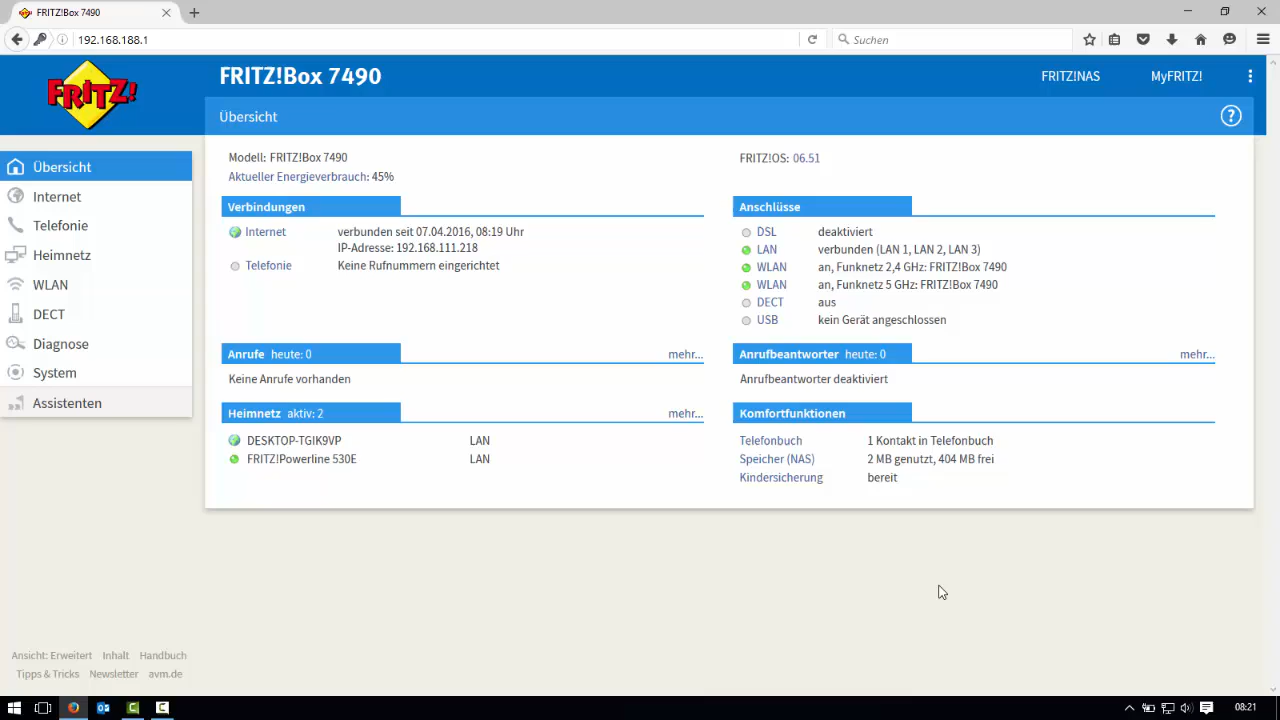 FRITZ!Box 7490
192.168.188.1
Suchen
FRITZ!
FRITZ!Box 7490
FRITZ!NAS
MyFRITZ!
Übersicht
Übersicht
Internet
Telefonie
Heimnetz
WLAN
DECT
Diagnose
System
Assistenten
Modell: FRITZ!Box 7490
FRITZ!OS: 06.51
Aktueller Energieverbrauch: 45%
Verbindungen
Internet verbunden seit 07.04.2016, 08:19 Uhr
IP-Adresse: 192.168.111.218
Telefonie Keine Rufnummern eingerichtet
Anschlüsse
DSL deaktiviert
LAN verbunden (LAN 1, LAN 2, LAN 3)
WLAN an, Funknetz 2,4 GHz: FRITZ!Box 7490
WLAN an, Funknetz 5 GHz: FRITZ!Box 7490
DECT aus
USB kein Gerät angeschlossen
Anrufe heute: 0 mehr...
Keine Anrufe vorhanden
Anrufbeantworter heute: 0 mehr...
Anrufbeantworter deaktiviert
Heimnetz aktiv: 2 mehr...
DESKTOP-TGIK9VP LAN
FRITZ!Powerline 530E LAN
Komfortfunktionen
Telefonbuch 1 Kontakt in Telefonbuch
Speicher (NAS) 2 MB genutzt, 404 MB frei
Kindersicherung bereit
Ansicht: Erweitert Inhalt Handbuch
Tipps & Tricks Newsletter avm.de
08:21